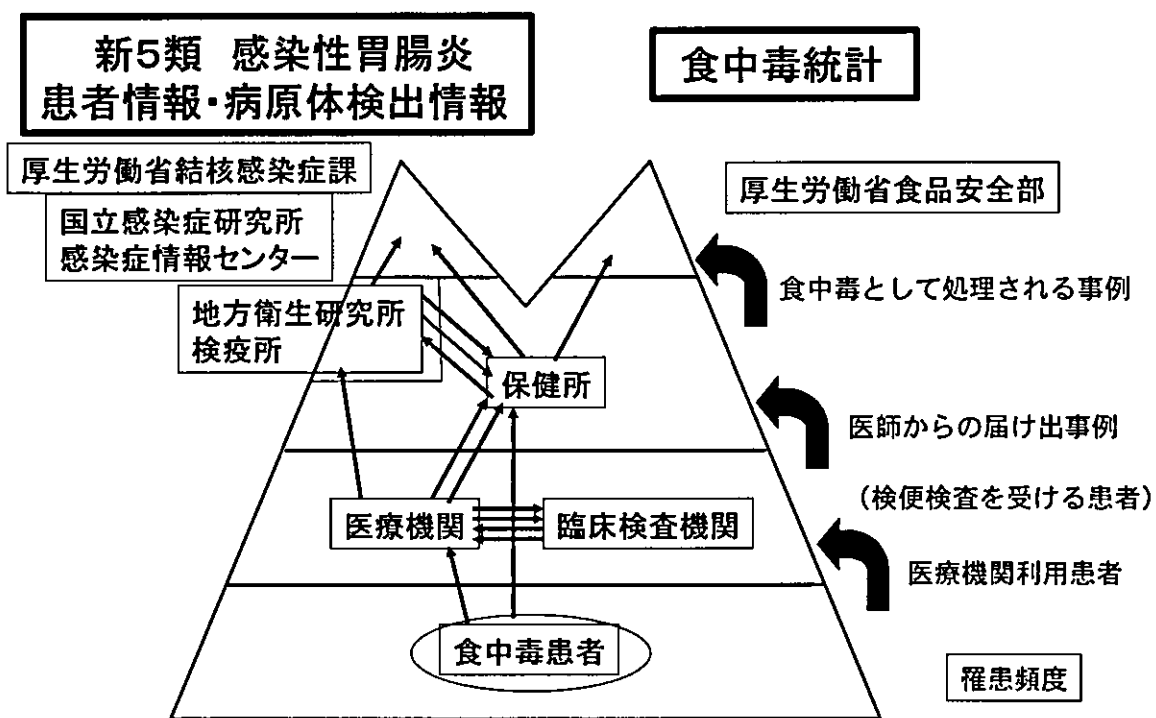 新5類 感染性胃腸炎
患者情報・病原体検出情報
食中毒統計
厚生労働省結核感染症課
厚生労働省食品安全部
国立感染症研究所
感染症情報センター
食中毒として処理される事例
地方衛生研究所
検疫所
保健所
医師からの届け出事例
（検便検査を受ける患者）
医療機関
臨床検査機関
医療機関利用患者
食中毒患者
罹患頻度